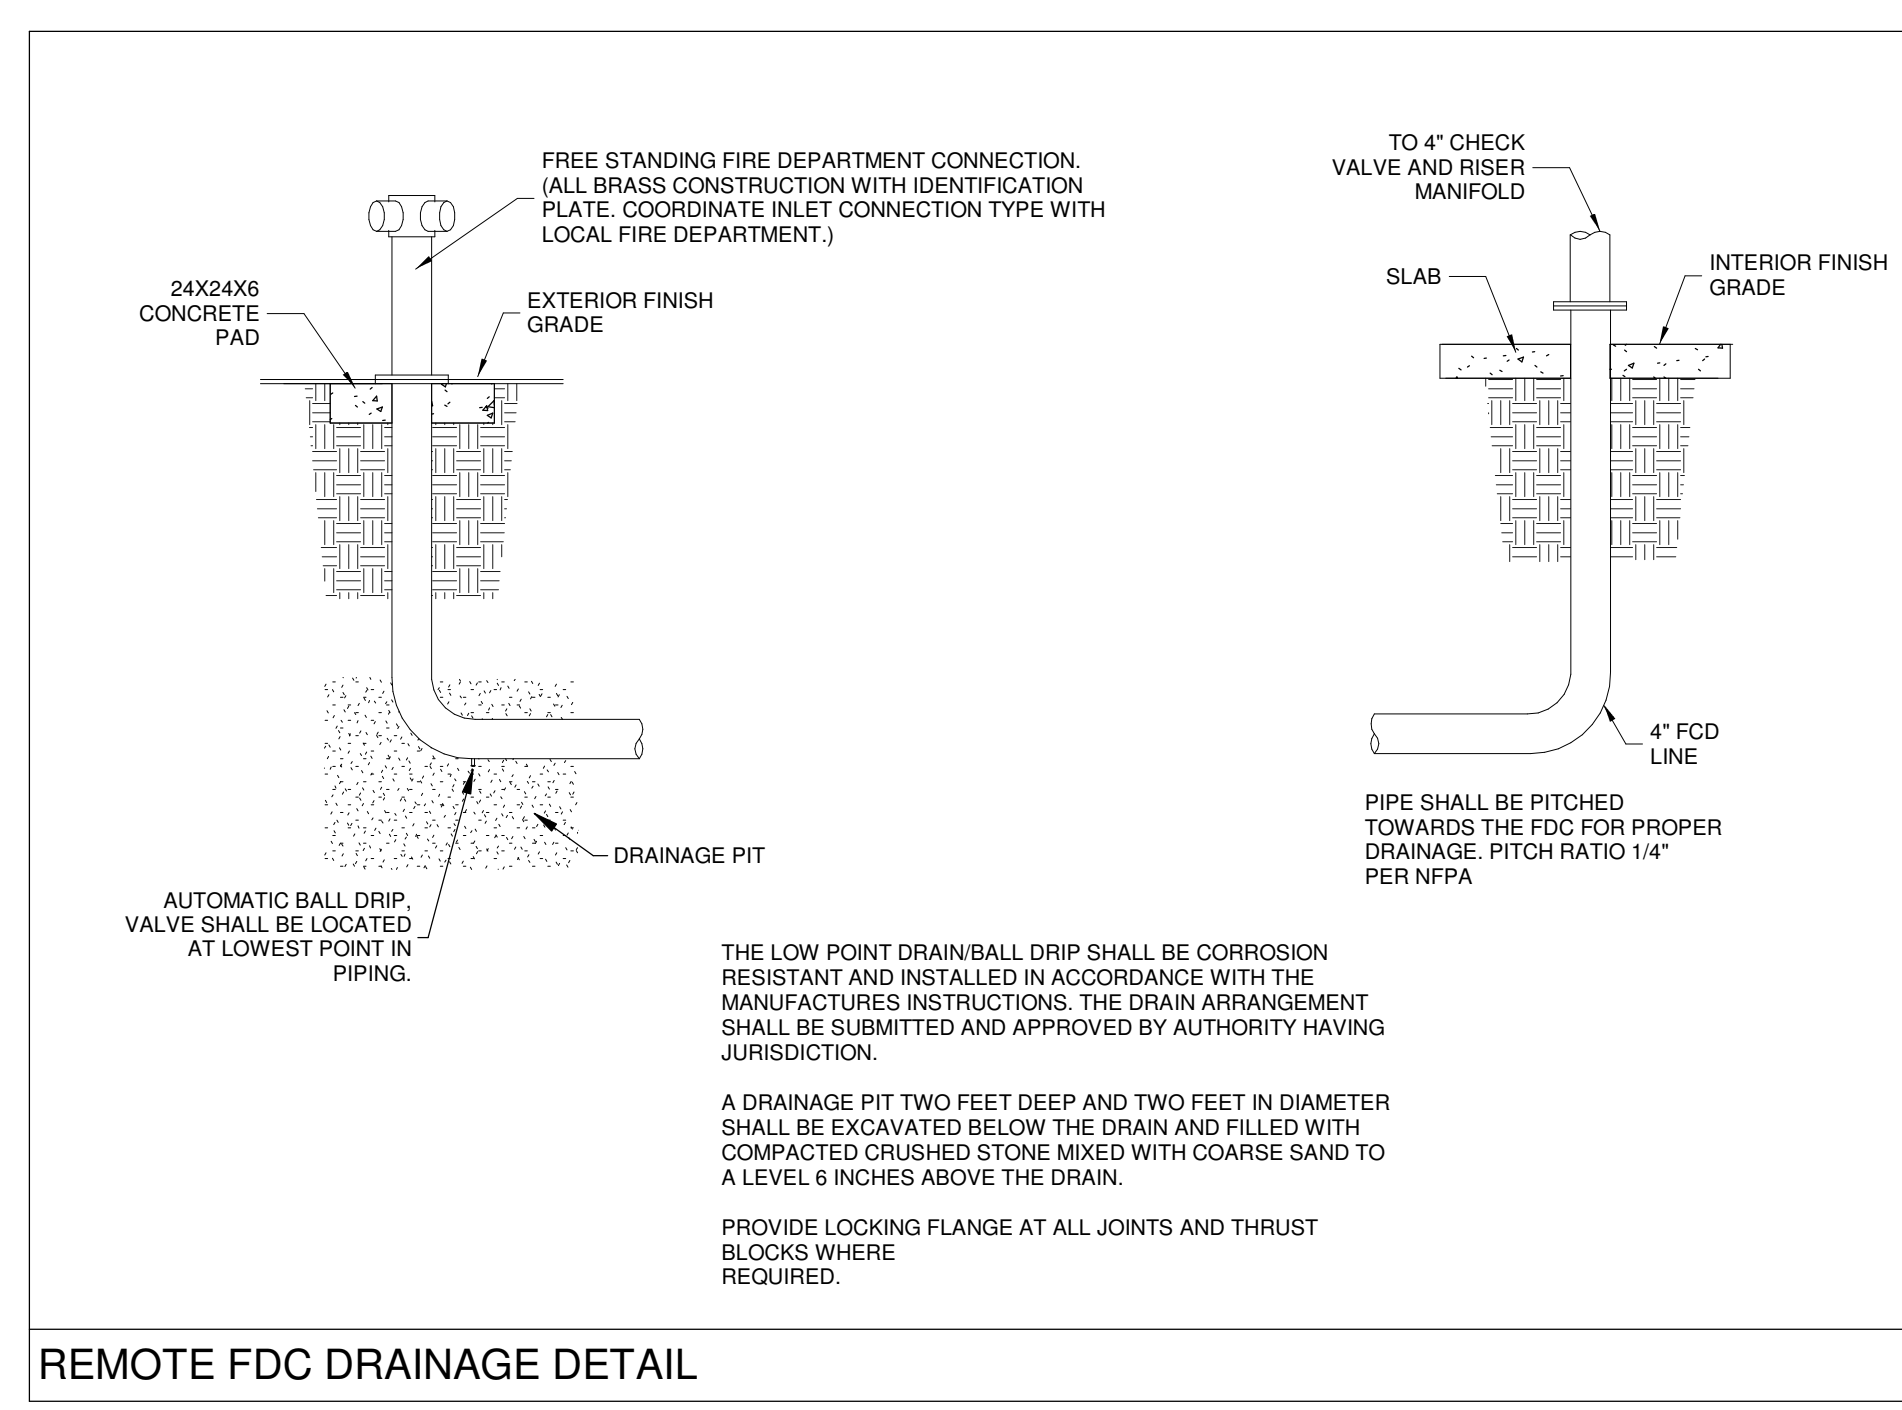 FREE STANDING FIRE DEPARTMENT CONNECTION.
(ALL BRASS CONSTRUCTION WITH IDENTIFICATION
PLATE. COORDINATE INLET CONNECTION TYPE WITH
LOCAL FIRE DEPARTMENT.)
24X24X6
CONCRETE
PAD
EXTERIOR FINISH
GRADE
TO 4" CHECK
VALVE AND RISER
MANIFOLD
SLAB
INTERIOR FINISH
GRADE
4" FCD
LINE
DRAINAGE PIT
AUTOMATIC BALL DRIP,
VALVE SHALL BE LOCATED
AT LOWEST POINT IN
PIPING.
PIPE SHALL BE PITCHED
TOWARDS THE FDC FOR PROPER
DRAINAGE. PITCH RATIO 1/4"
PER NFPA
THE LOW POINT DRAIN/BALL DRIP SHALL BE CORROSION
RESISTANT AND INSTALLED IN ACCORDANCE WITH THE
MANUFACTURES INSTRUCTIONS. THE DRAIN ARRANGEMENT
SHALL BE SUBMITTED AND APPROVED BY AUTHORITY HAVING
JURISDICTION.
A DRAINAGE PIT TWO FEET DEEP AND TWO FEET IN DIAMETER
SHALL BE EXCAVATED BELOW THE DRAIN AND FILLED WITH
COMPACTED CRUSHED STONE MIXED WITH COARSE SAND TO
A LEVEL 6 INCHES ABOVE THE DRAIN.
PROVIDE LOCKING FLANGE AT ALL JOINTS AND THRUST
BLOCKS WHERE
REQUIRED.
REMOTE FDC DRAINAGE DETAIL